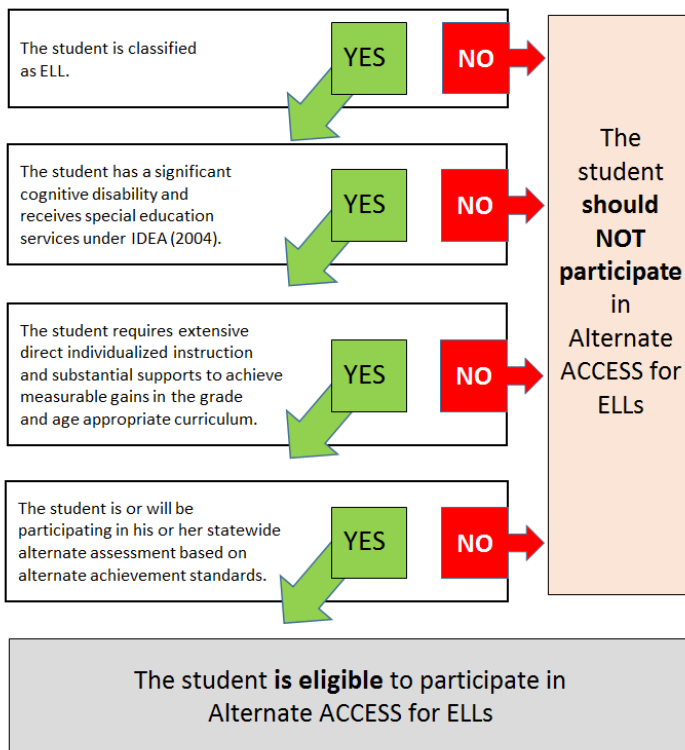 The student is classified
as ELL.
YES
NO
The student has a significant
cognitive disability and
receives special education
services under IDEA (2004).
YES
NO
The student requires extensive
direct individualized instruction
and substantial supports to achieve
measurable gains in the grade
and age appropriate curriculum.
YES
NO
The student is or will be
participating in his or her statewide
alternate assessment based on
alternate achievement standards.
YES
NO
The
student
should
NOT
participate
in
Alternate
ACCESS for
ELLs
The student is eligible to participate in
Alternate ACCESS for ELLs